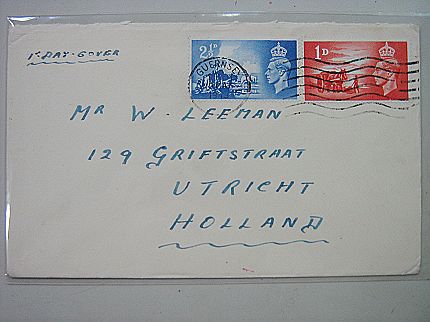 1st DAY-COVER
2½D
1D
GUERNSEY
MR W. LEEMAN
129 GRIFTSTRAAT
UTRICHT
HOLLAND